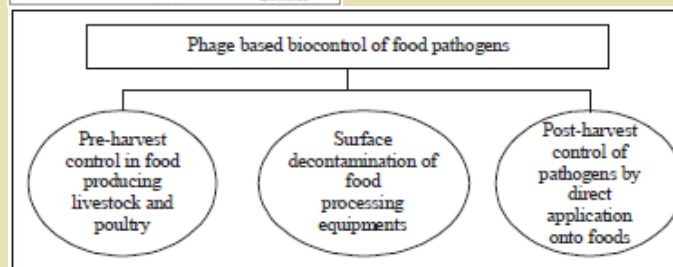 Phage based biocontrol of food pathogens
Pre-harvest
control in food
producing
livestock and
poultry
Surface
decontamination of
food
processing
equipments
Post-harvest
control of
pathogens by
direct
application
onto foods